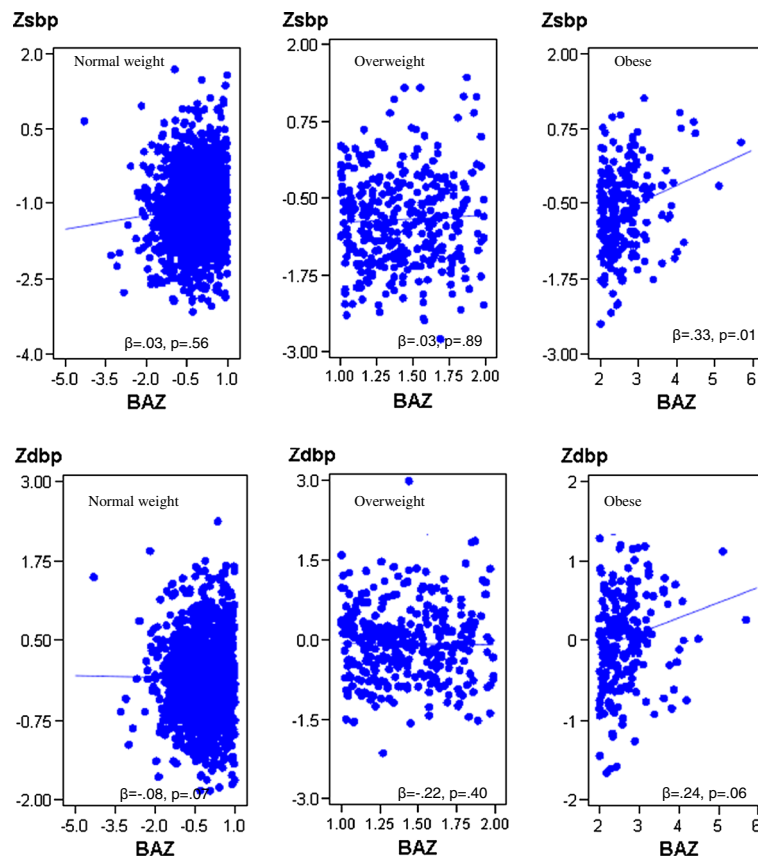 Zsbp
Normal weight
2.0
0.5
-1.0
-2.5
-4.0
β=.03, p=.56
-5.0 -3.5 -2.0 -0.5 1.0
BAZ
Zsbp
Overweight
2.00
0.75
-0.50
-1.75
-3.00
β=.03, p=.89
1.00 1.25 1.50 1.75 2.00
BAZ
Zsbp
Obese
2.00
0.75
-0.50
-1.75
-3.00
β=.33, p=.01
2 3 4 5 6
BAZ
Zdbp
Normal weight
3.00
1.75
0.50
-0.75
-2.00
β=-.08, p=.07
-5.0 -3.5 -2.0 -0.5 1.0
BAZ
Zdbp
Overweight
3.0
1.5
0.0
-1.5
-3.0
β=-.22, p=.40
1.00 1.25 1.50 1.75 2.00
BAZ
Zdbp
Obese
2
1
0
-1
-2
β=.24, p=.06
2 3 4 5 6
BAZ